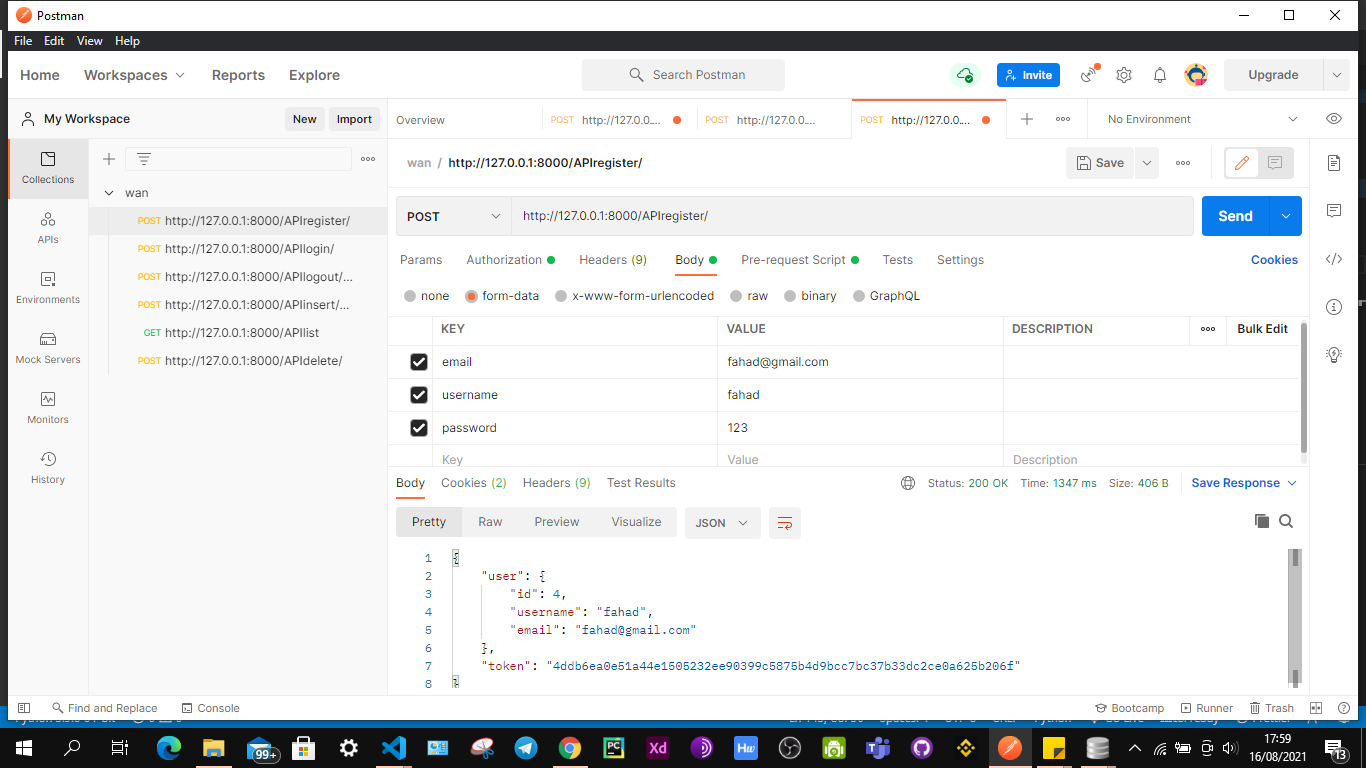 Postman
File Edit View Help
Home Workspaces Reports Explore Search Postman Invite Upgrade
My Workspace New Import Overview POST http://127.0.0.... POST http://127.0.0.... POST http://127.0.0.... No Environment
wan / http://127.0.0.1:8000/APIregister/ Save
Collections
APIs
Environments
Mock Servers
Monitors
History
wan
POST http://127.0.0.1:8000/APIregister/
POST http://127.0.0.1:8000/APIlogin/
POST http://127.0.0.1:8000/APIlogout/...
POST http://127.0.0.1:8000/APIinsert/...
GET http://127.0.0.1:8000/APIlist
POST http://127.0.0.1:8000/APIdelete/
POST http://127.0.0.1:8000/APIregister/ Send
Params Authorization Headers (9) Body Pre-request Script Tests Settings Cookies
none form-data x-www-form-urlencoded raw binary GraphQL
KEY VALUE DESCRIPTION Bulk Edit
email fahad@gmail.com
username fahad
password 123
Key Value Description
Body Cookies (2) Headers (9) Test Results Status: 200 OK Time: 1347 ms Size: 406 B Save Response
Pretty Raw Preview Visualize JSON
1 {
2 "user": {
3 "id": 4,
4 "username": "fahad",
5 "email": "fahad@gmail.com"
6 },
7 "token": "4ddb6ea0e51a44e1505232ee90399c5875b4d9bcc7bc37b33dc2ce0a625b206f"
8 }
Find and Replace Console Bootcamp Runner Trash
99+ PC Xd Hw 17:59
16/08/2021 13